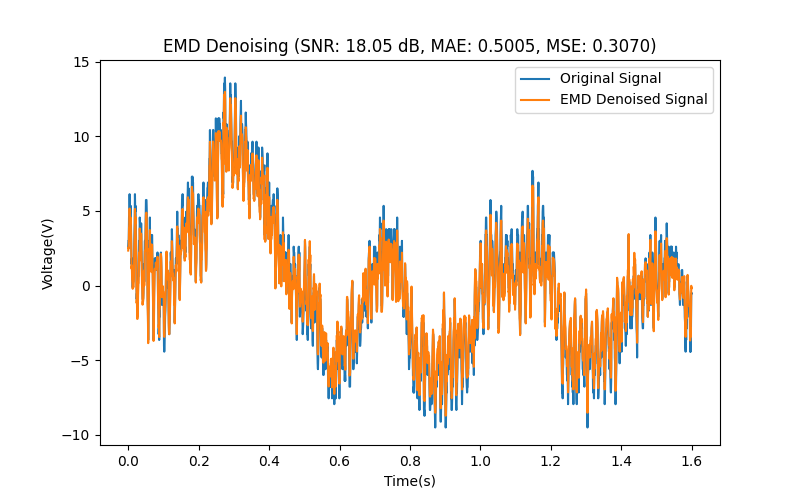 EMD Denoising (SNR: 18.05 dB, MAE: 0.5005, MSE: 0.3070)
Original Signal
EMD Denoised Signal
Voltage(V)
15
10
5
0
−5
−10
0.0 0.2 0.4 0.6 0.8 1.0 1.2 1.4 1.6
Time(s)